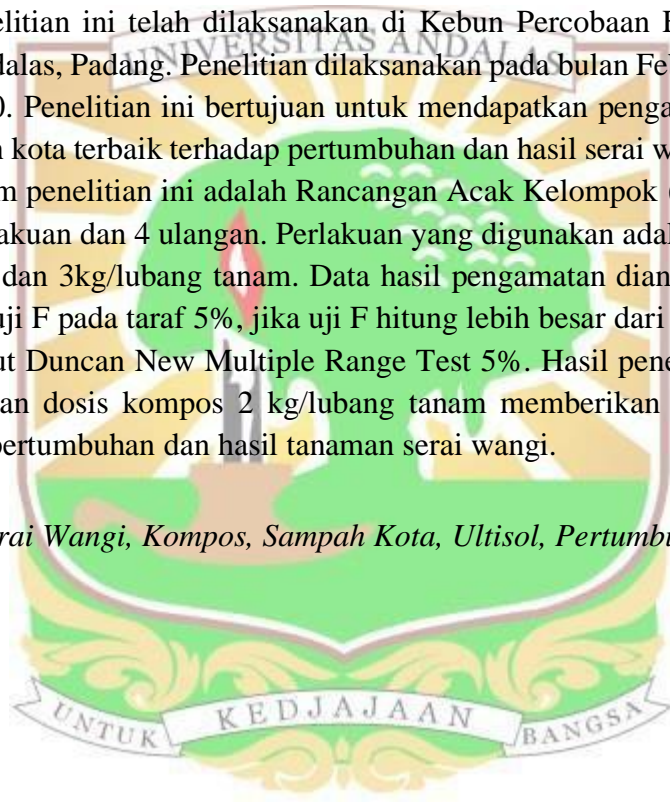 elitian ini telah dilaksanakan di Kebun Percobaan
UNIVERSITAS ANDALAS
dalas, Padang. Penelitian dilaksanakan pada bulan Fe
0. Penelitian ini bertujuan untuk mendapatkan penga
kota terbaik terhadap pertumbuhan dan hasil serai w
m penelitian ini adalah Rancangan Acak Kelompok
akuan dan 4 ulangan. Perlakuan yang digunakan adal
dan 3kg/lubang tanam. Data hasil pengamatan dian
uji F pada taraf 5%, jika uji F hitung lebih besar dari
ut Duncan New Multiple Range Test 5%. Hasil pene
an dosis kompos 2 kg/lubang tanam memberikan
pertumbuhan dan hasil tanaman serai wangi.
rai Wangi, Kompos, Sampah Kota, Ultisol, Pertumbu
UNTUK KEDJAJAAN BANGSA